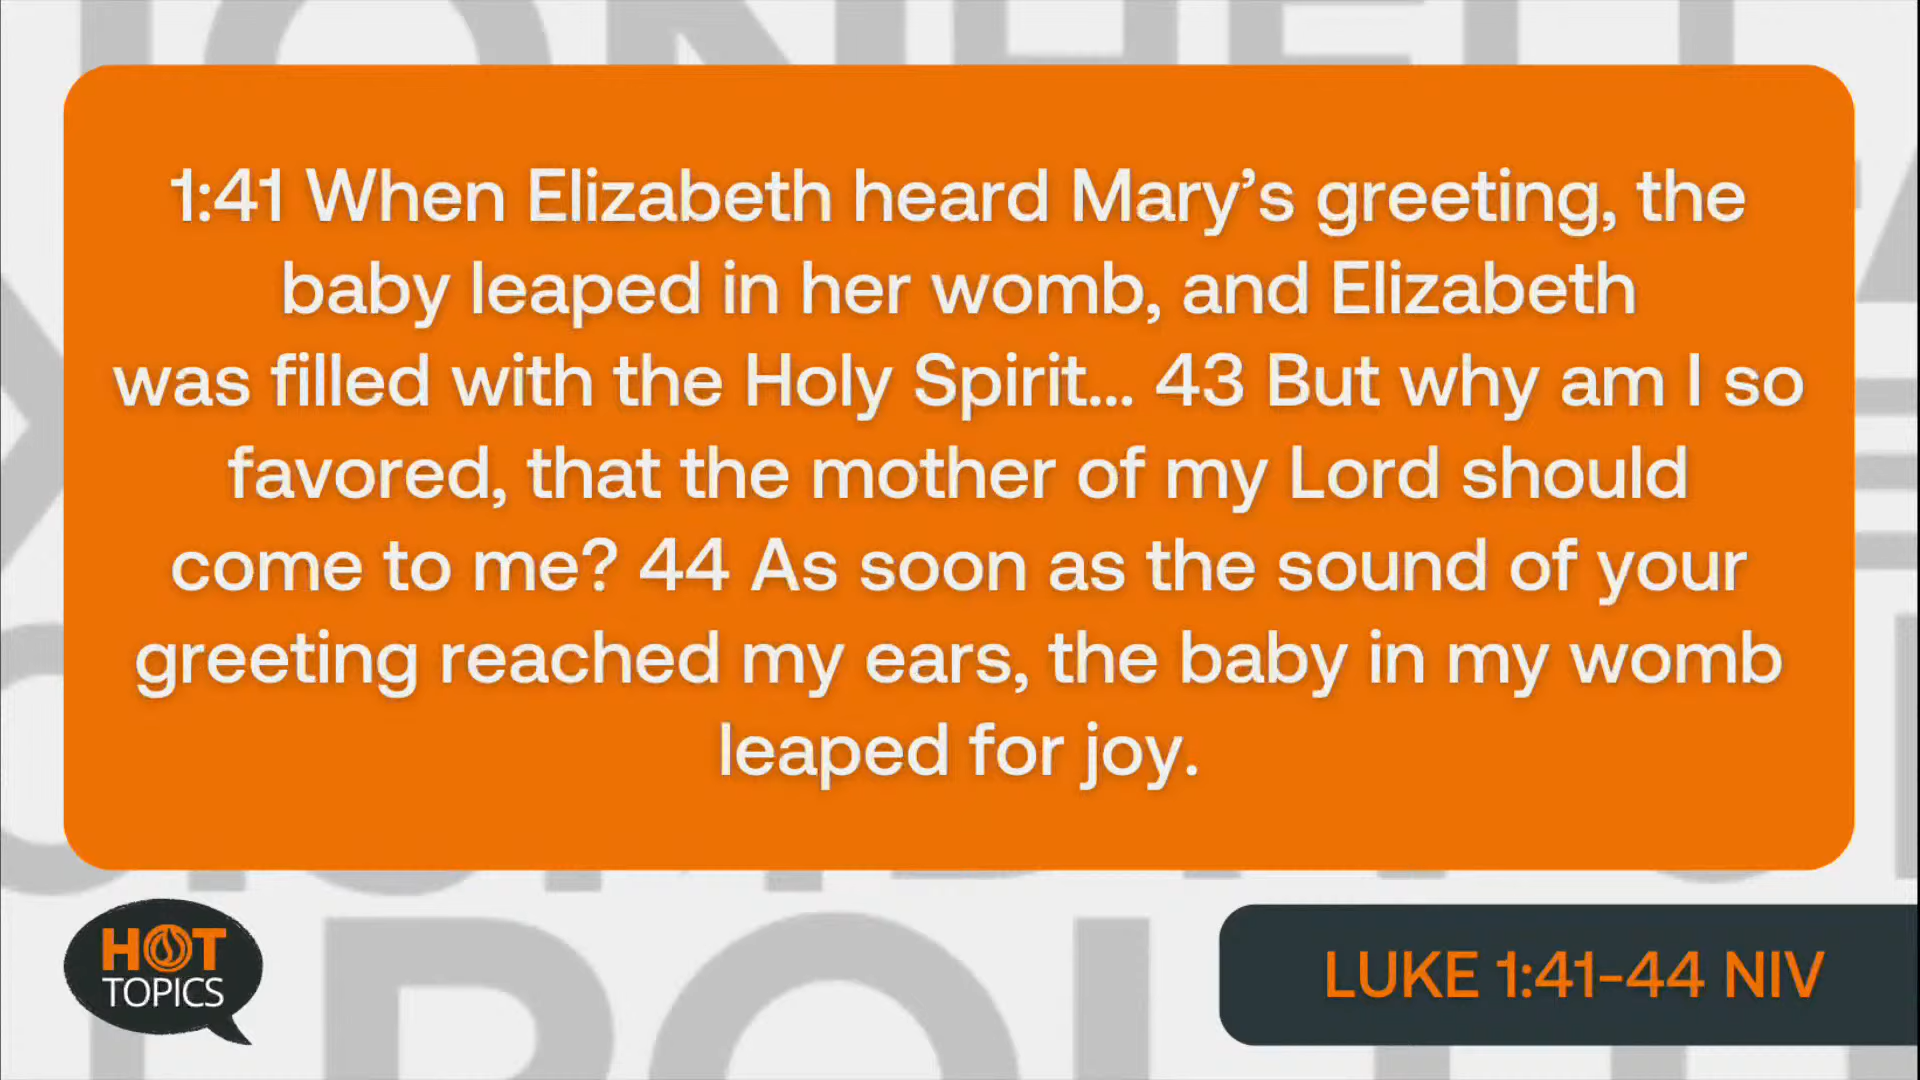 1:41 When Elizabeth heard Mary’s greeting, the
baby leaped in her womb, and Elizabeth
was filled with the Holy Spirit... 43 But why am I so
favored, that the mother of my Lord should
come to me? 44 As soon as the sound of your
greeting reached my ears, the baby in my womb
leaped for joy.
HOT
TOPICS
LUKE 1:41-44 NIV